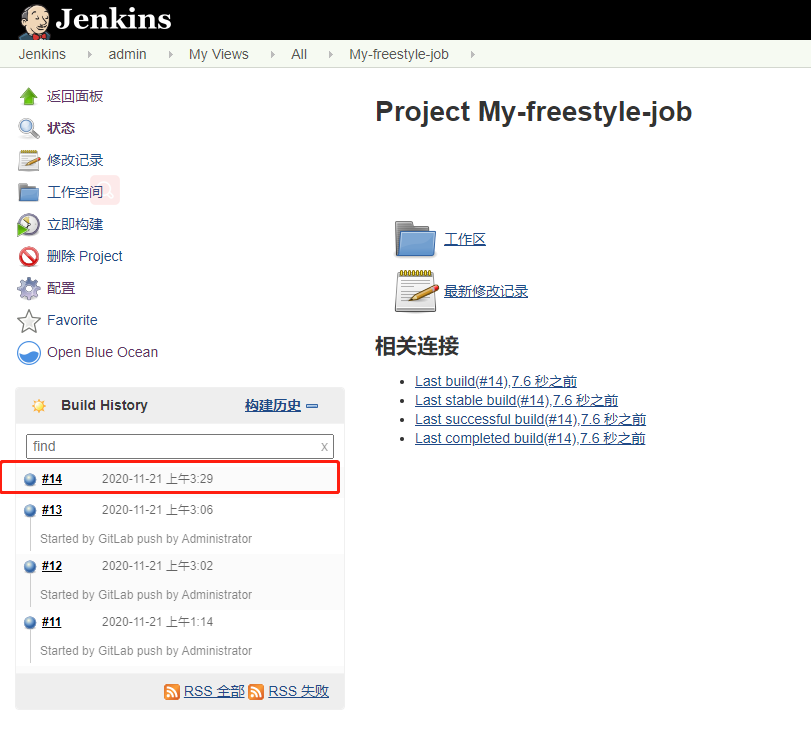 Jenkins
Jenkins admin My Views All My-freestyle-job
返回面板
状态
修改记录
工作空间
立即构建
删除 Project
配置
Favorite
Open Blue Ocean
Build History 构建历史
find x
#14 2020-11-21 上午3:29
#13 2020-11-21 上午3:06
Started by GitLab push by Administrator
#12 2020-11-21 上午3:02
Started by GitLab push by Administrator
#11 2020-11-21 上午1:14
Started by GitLab push by Administrator
RSS 全部 RSS 失败
Project My-freestyle-job
工作区
最新修改记录
相关连接
Last build(#14),7.6 秒之前
Last stable build(#14),7.6 秒之前
Last successful build(#14),7.6 秒之前
Last completed build(#14),7.6 秒之前